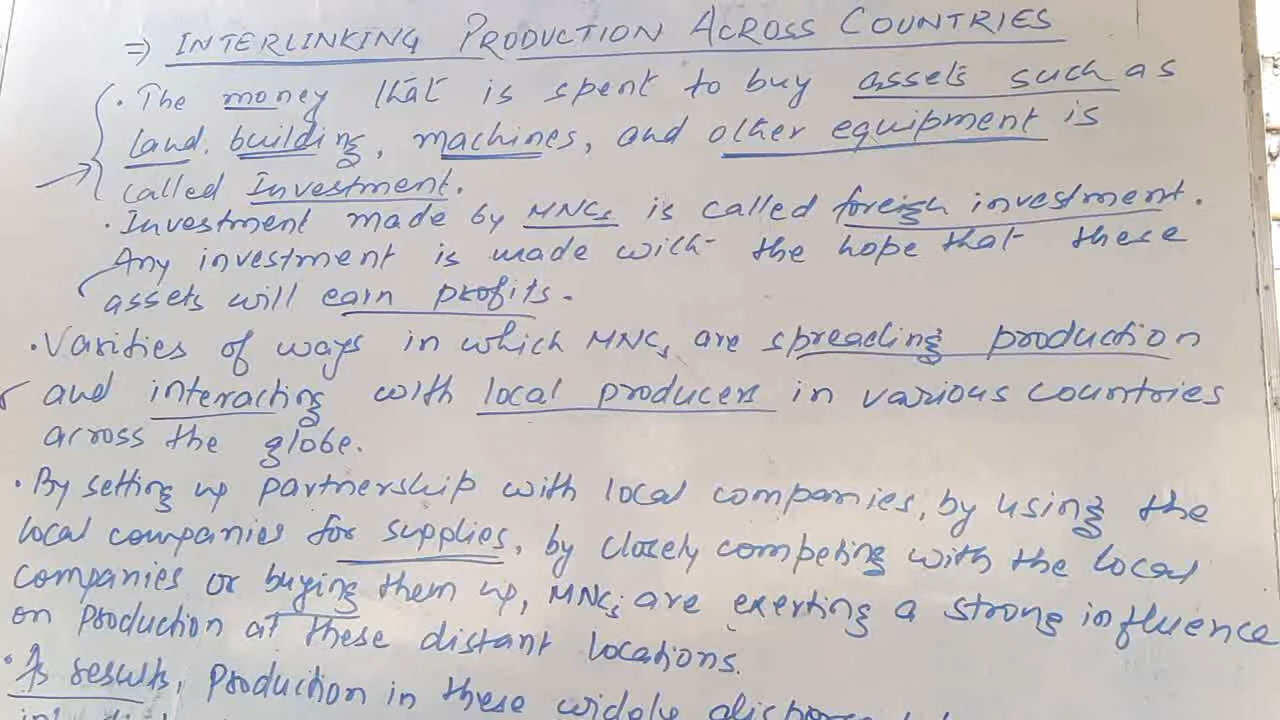 ⇒ INTERLINKING PRODUCTION ACROSS COUNTRIES
· The money that is spent to buy assets such as
land, building, machines, and other equipment is
called Investment.
· Investment made by MNCs is called foreign investment.
Any investment is made with the hope that these
assets will earn profits.
· Varities of ways in which MNCs are spreading production
and interacting with local producers in various countries
across the globe.
· By setting up partnership with local companies, by using the
local companies for supplies, by closely competing with the local
companies or buying them up, MNCs are exerting a strong influence
on production at these distant locations.
· As results, production in these widely